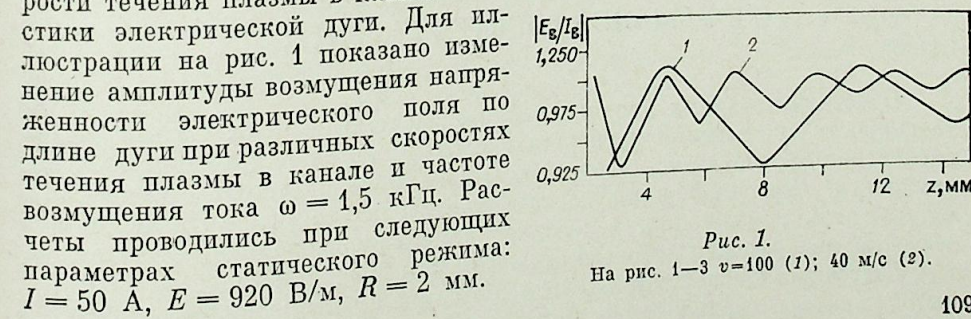 рости течения плазмы в
стики электрической дуги. Для ил-
люстрации на рис. 1 показано изме-
нение амплитуды возмущения напря-
женности электрического поля по
длине дуги при различных скоростях
течения плазмы в канале и частоте
возмущения тока ω = 1,5 кГц. Рас-
четы проводились при следующих
параметрах статического режима:
I = 50 А, E = 920 В/м, R = 2 мм.
|Eв/Iв|
1,250
0,975
0,925
1
2
4
8
12
z, мм
Рис. 1.
На рис. 1—3 v=100 (1); 40 м/с (2).
109